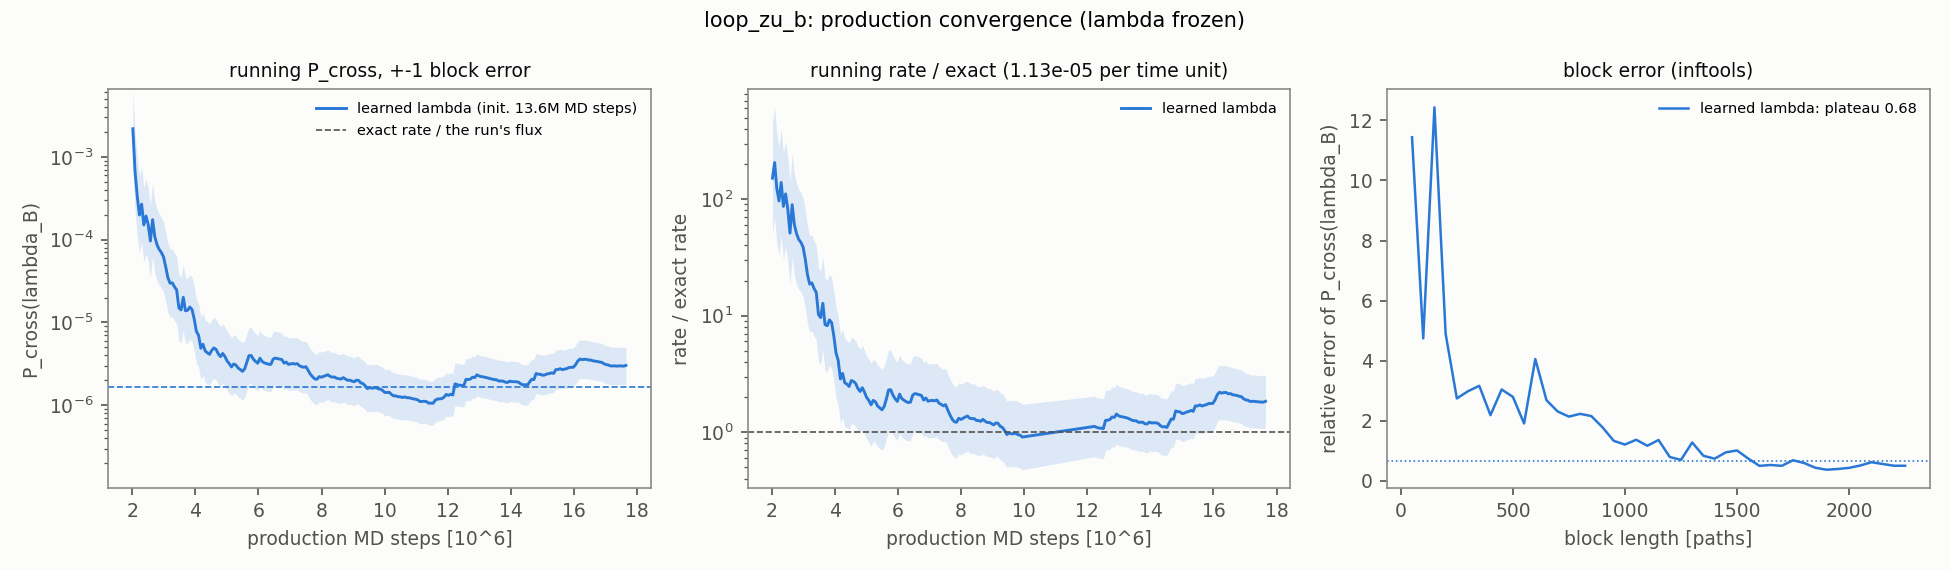 loop_zu_b: production convergence (lambda frozen)
running P_cross, +-1 block error
learned lambda (init. 13.6M MD steps)
exact rate / the run's flux
P_cross(lambda_B)
10^-3
10^-4
10^-5
10^-6
2 4 6 8 10 12 14 16 18
production MD steps [10^6]
running rate / exact (1.13e-05 per time unit)
learned lambda
rate / exact rate
10^2
10^1
10^0
2 4 6 8 10 12 14 16 18
production MD steps [10^6]
block error (inftools)
learned lambda: plateau 0.68
relative error of P_cross(lambda_B)
12
10
8
6
4
2
0
0 500 1000 1500 2000
block length [paths]